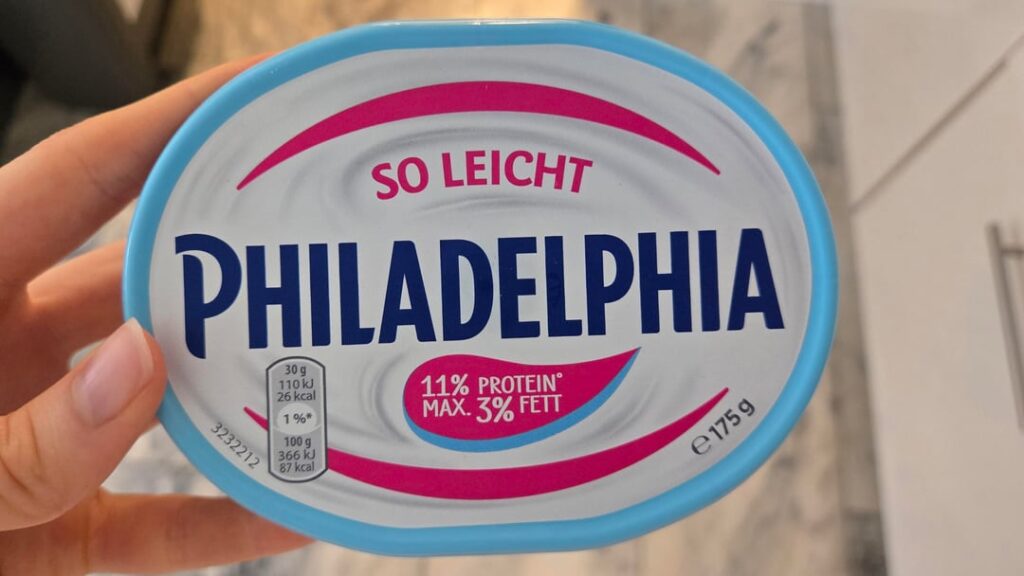 SO LEICHT
PHILADELPHIA
30 g
110 kJ
26 kcal
1 %*
100 g
366 kJ
87 kcal
11% PROTEIN°
MAX. 3% FETT
3232212
℮175 g